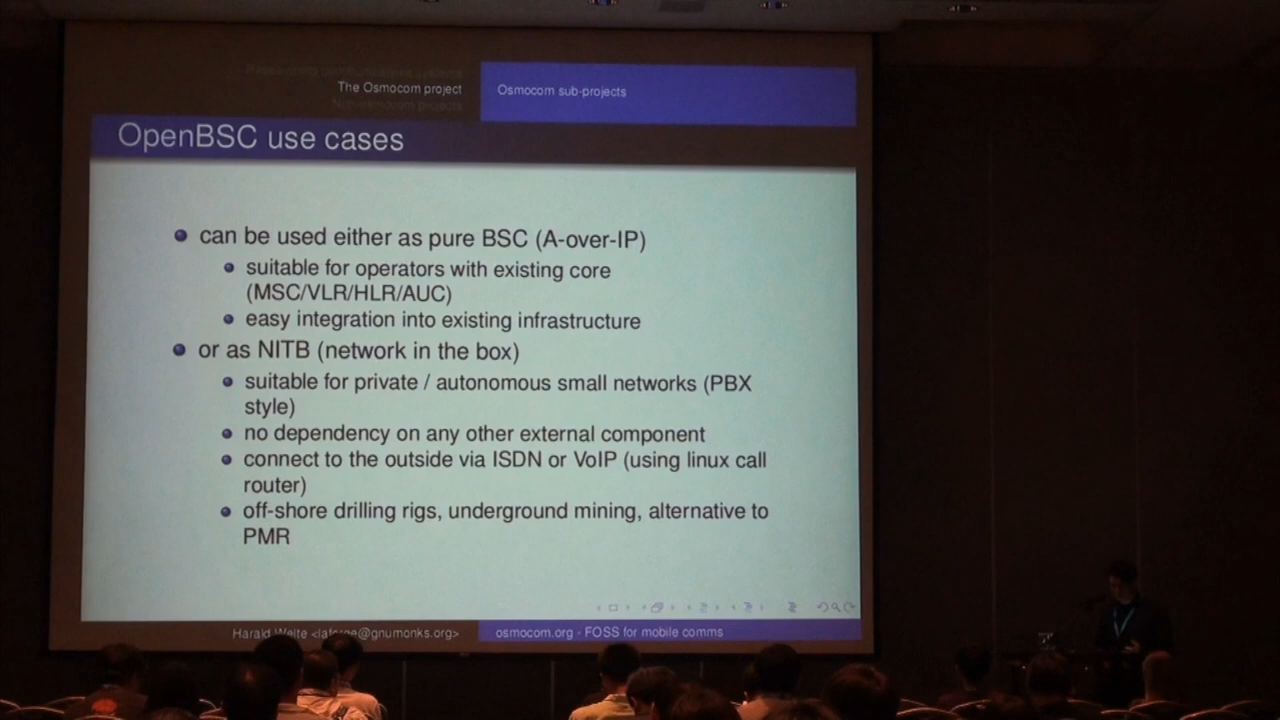 The Osmocom project
Osmocom sub-projects
OpenBSC use cases
can be used either as pure BSC (A-over-IP)
suitable for operators with existing core
(MSC/VLR/HLR/AUC)
easy integration into existing infrastructure
or as NITB (network in the box)
suitable for private / autonomous small networks (PBX
style)
no dependency on any other external component
connect to the outside via ISDN or VoIP (using linux call
router)
off-shore drilling rigs, underground mining, alternative to
PMR
Harald Welte <laforge@gnumonks.org>
osmocom.org - FOSS for mobile comms